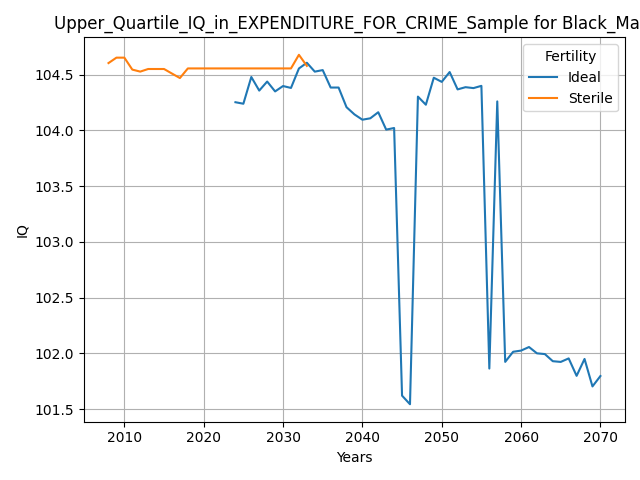 Upper_Quartile_IQ_in_EXPENDITURE_FOR_CRIME_Sample for Black_Ma
Fertility
Ideal
Sterile
104.5
104.0
103.5
103.0
102.5
102.0
101.5
IQ
2010 2020 2030 2040 2050 2060 2070
Years